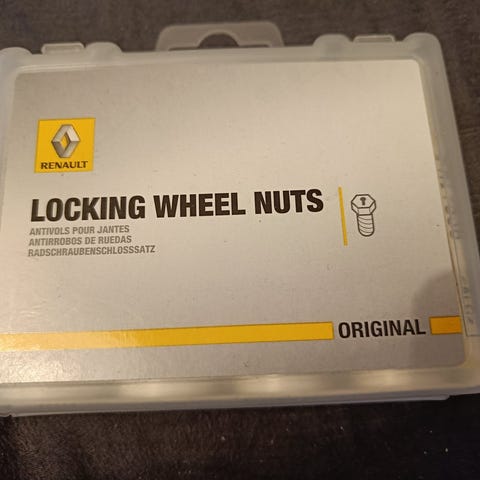 RENAULT
LOCKING WHEEL NUTS
ANTIVOLS POUR JANTES
ANTIRROBOS DE RUEDAS
RADSCHRAUBENSCHLOSSSATZ
ORIGINAL